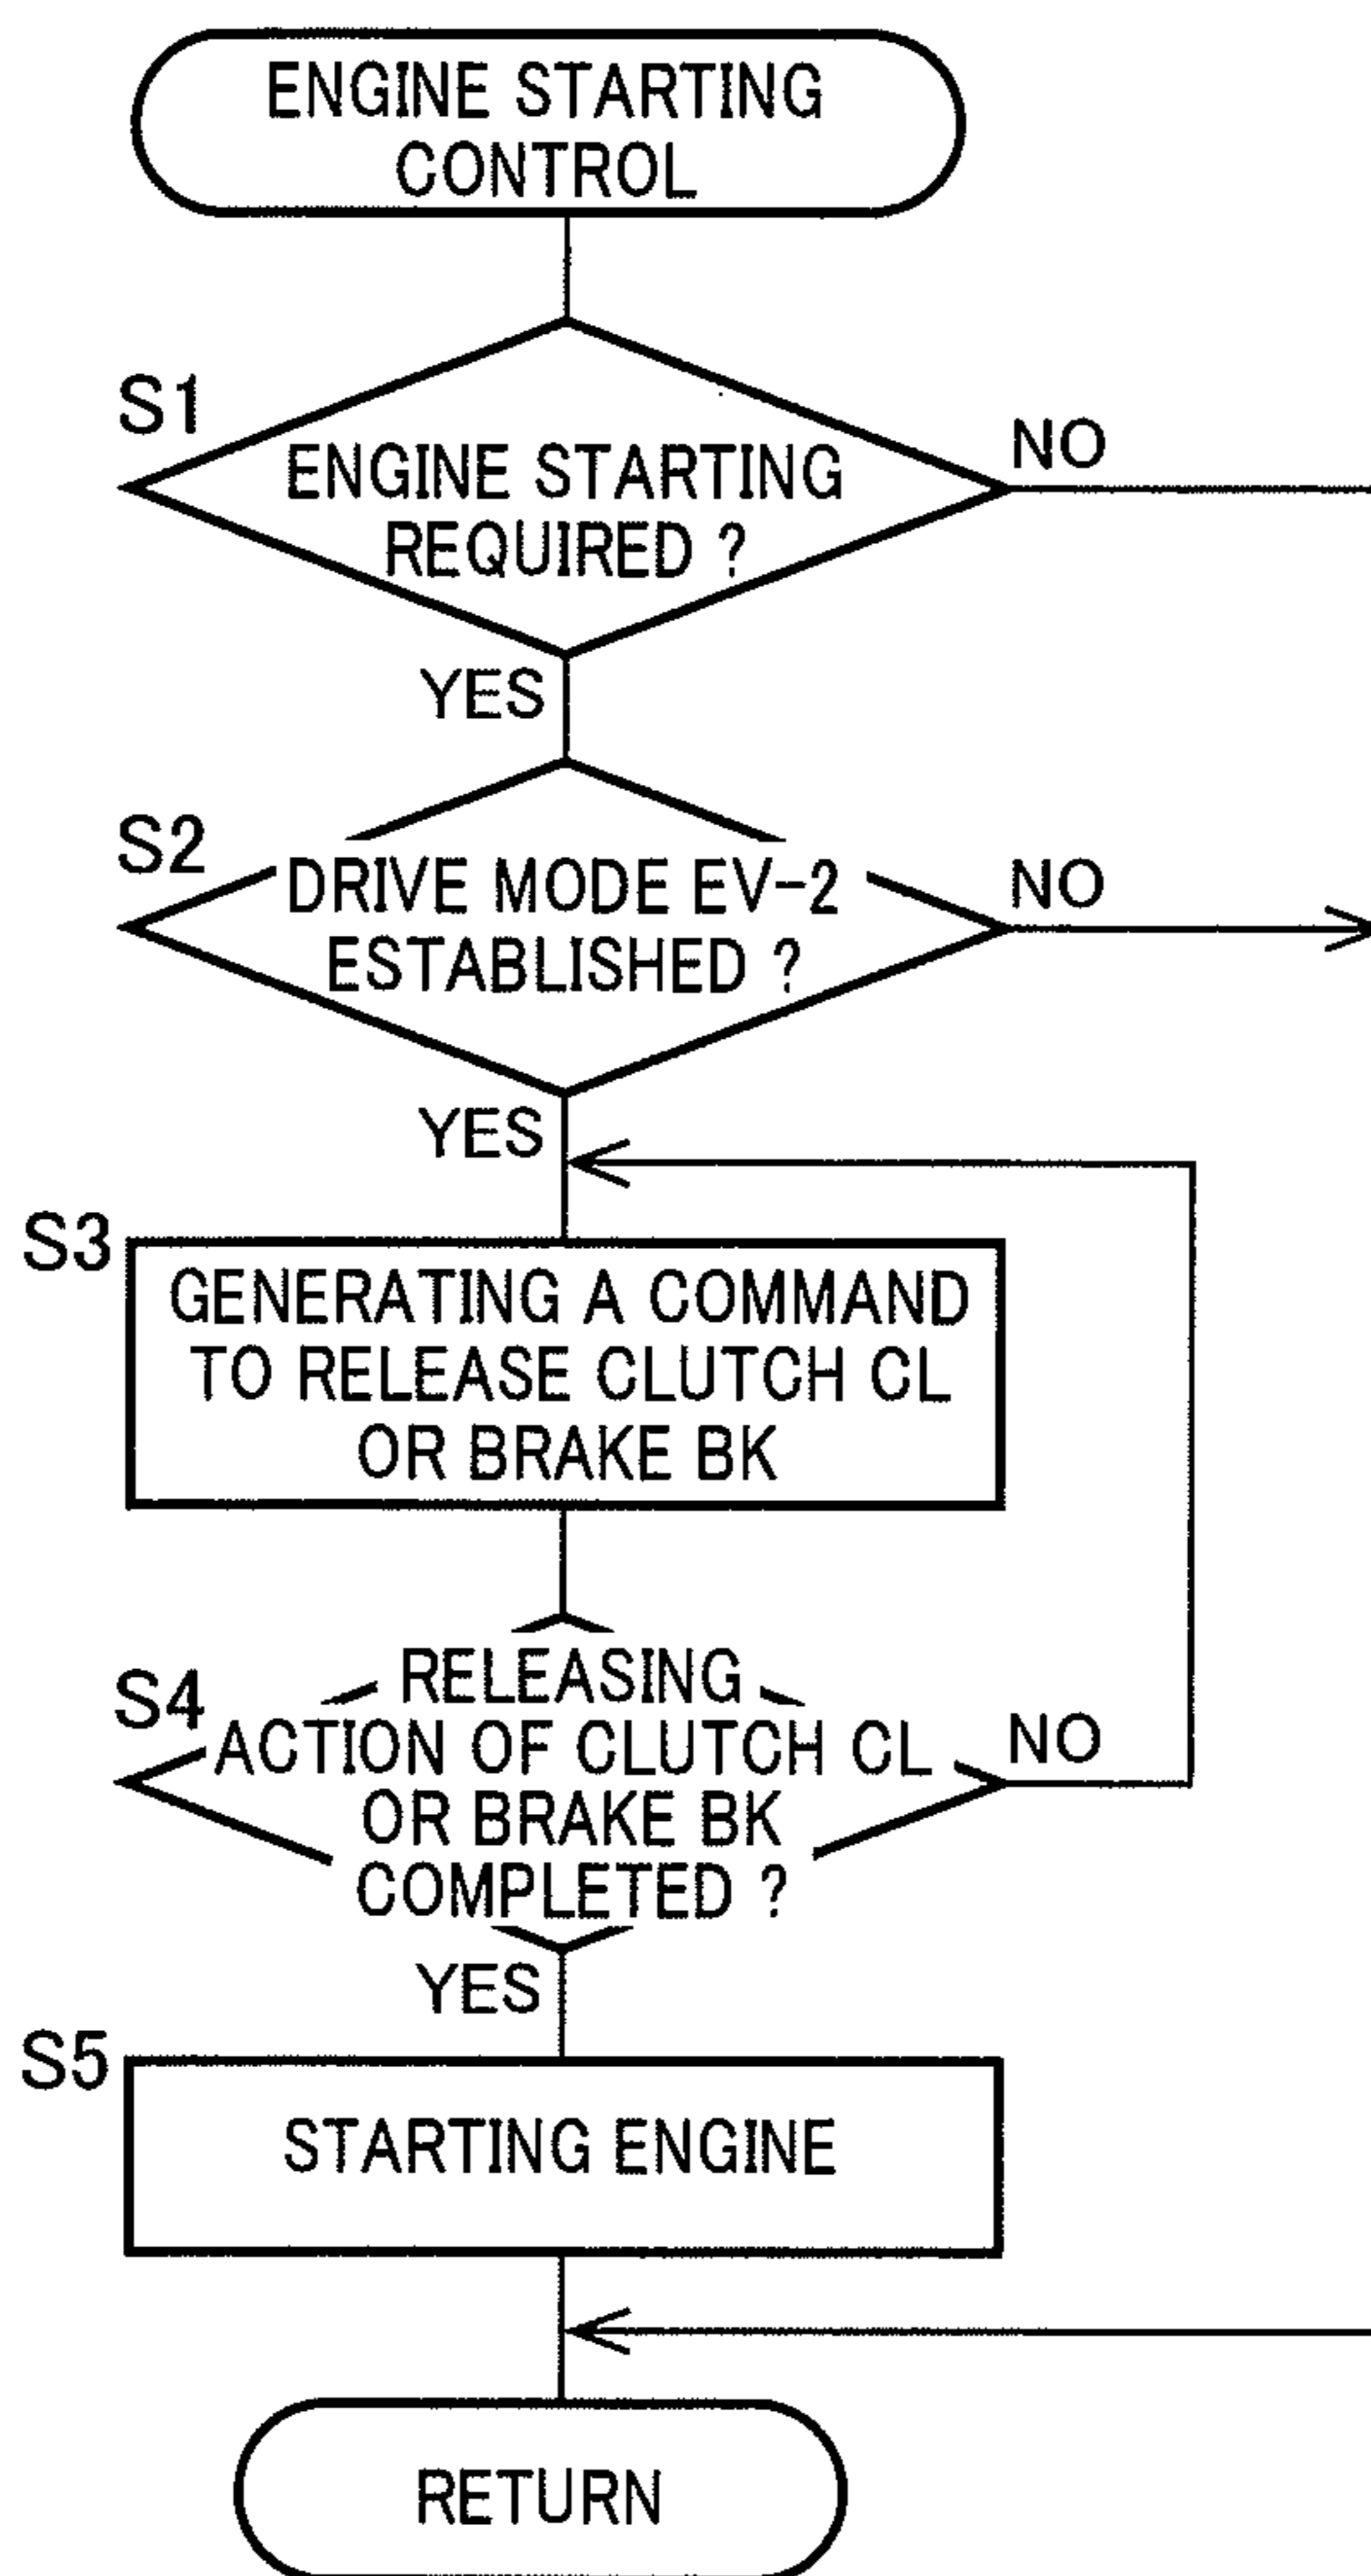 ENGINE STARTING
CONTROL
S1
ENGINE STARTING
REQUIRED ?
NO
YES
S2
DRIVE MODE EV-2
ESTABLISHED ?
NO
YES
S3
GENERATING A COMMAND
TO RELEASE CLUTCH CL
OR BRAKE BK
S4
RELEASING
ACTION OF CLUTCH CL
OR BRAKE BK
COMPLETED ?
NO
YES
S5
STARTING ENGINE
RETURN